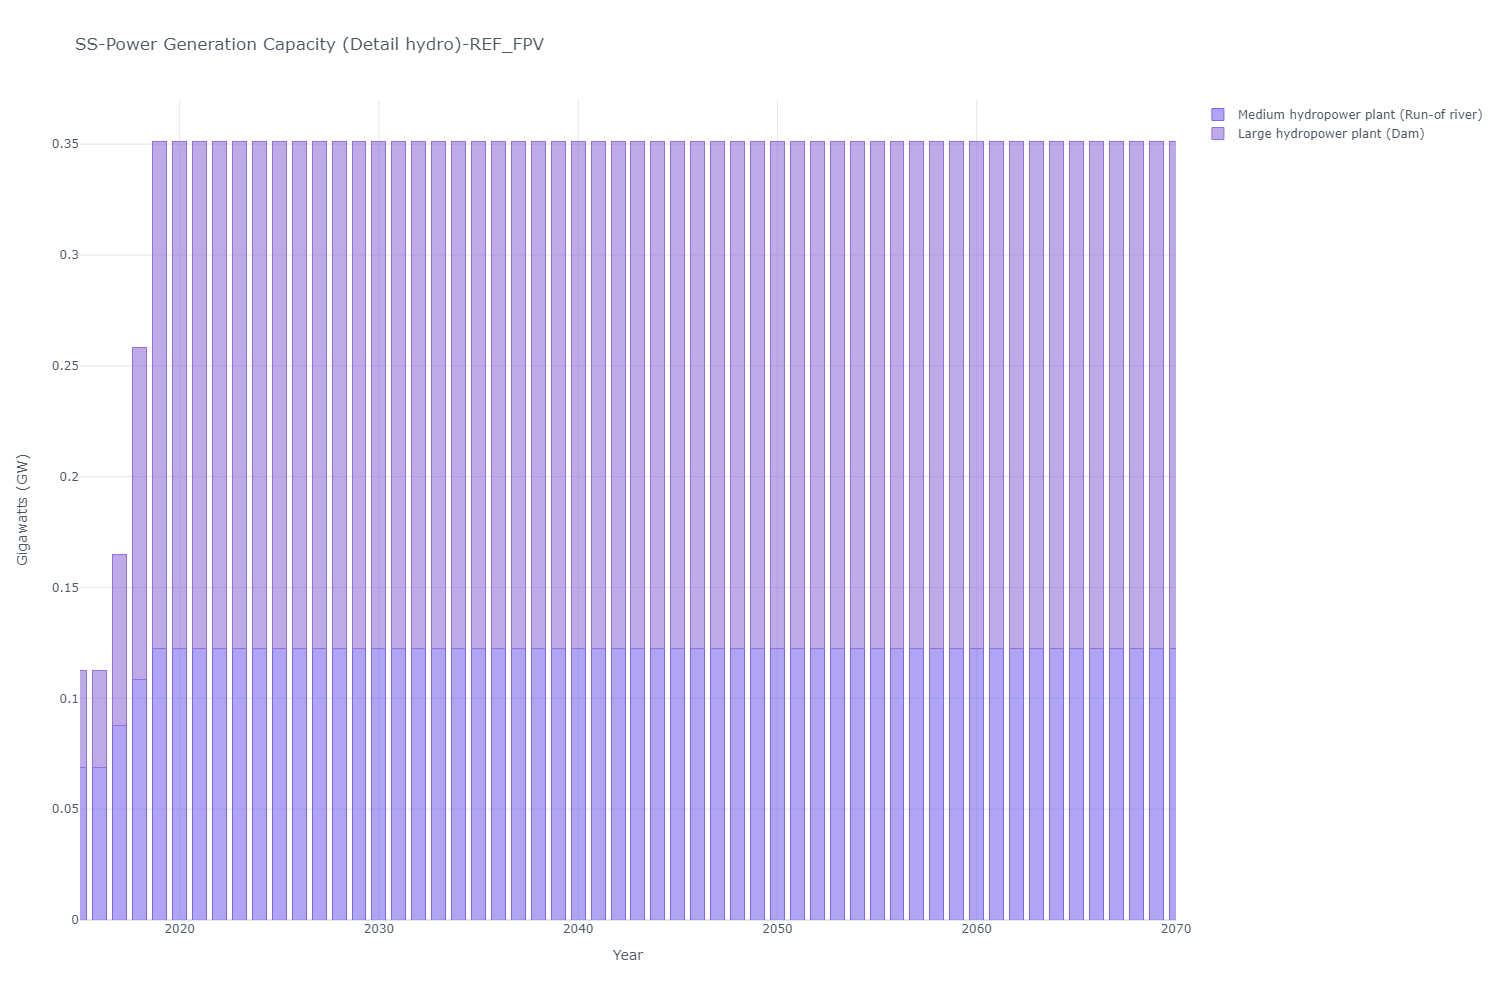 SS-Power Generation Capacity (Detail hydro)-REF_FPV
Medium hydropower plant (Run-of river)
Large hydropower plant (Dam)
Gigawatts (GW)
0.35
0.3
0.25
0.2
0.15
0.1
0.05
0
2020 2030 2040 2050 2060 2070
Year